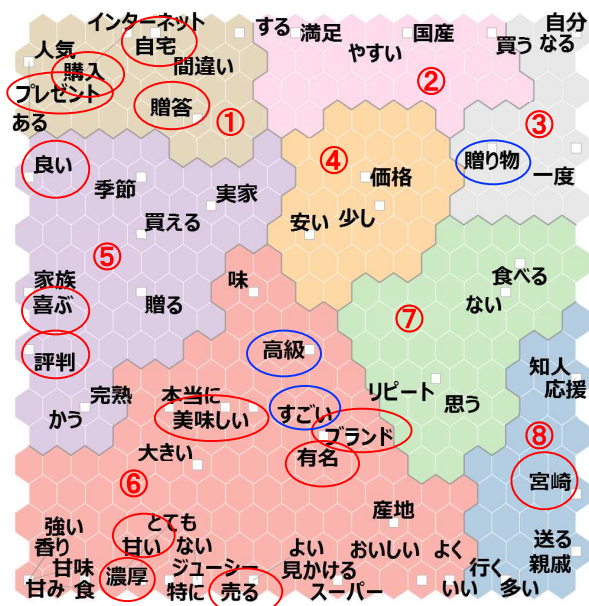 インターネット
する
満足
国産
自分
人気
自宅
やすい
買う
なる
購入
間違い
②
プレゼント
贈答
①
③
ある
良い
④
贈り物
季節
実家
価格
一度
買える
安い
少し
⑤
家族
味
食べる
喜ぶ
贈る
ない
⑦
評判
高級
知人
完熟
本当に
リピート
応援
かう
美味しい
すごい
思う
ブランド
大きい
有名
⑧
⑥
宮崎
強い
とても
産地
香り
甘い
ない
よい
おいしい
よく
送る
甘味
濃厚
ジューシー
見かける
行く
親戚
甘み
食
特に
売る
スーパー
いい
多い